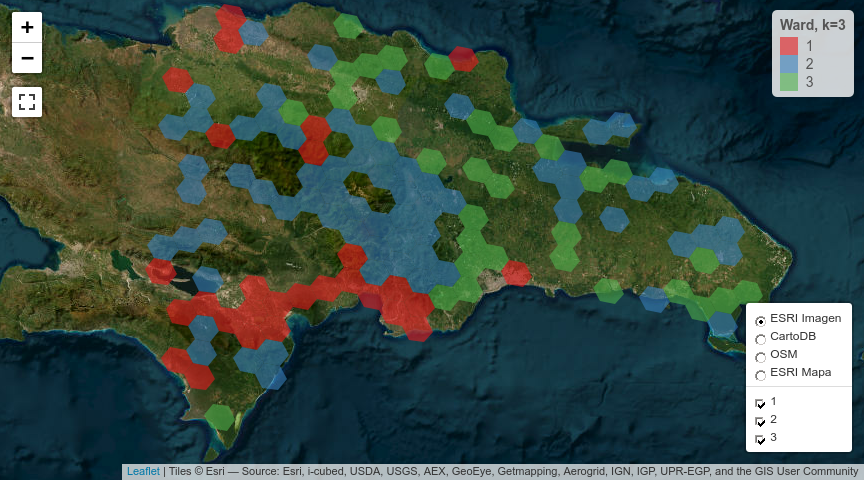 +
−
Ward, k=3
1
2
3
ESRI Imagen
CartoDB
OSM
ESRI Mapa
1
2
3
Leaflet | Tiles © Esri — Source: Esri, i-cubed, USDA, USGS, AEX, GeoEye, Getmapping, Aerogrid, IGN, IGP, UPR-EGP, and the GIS User Community